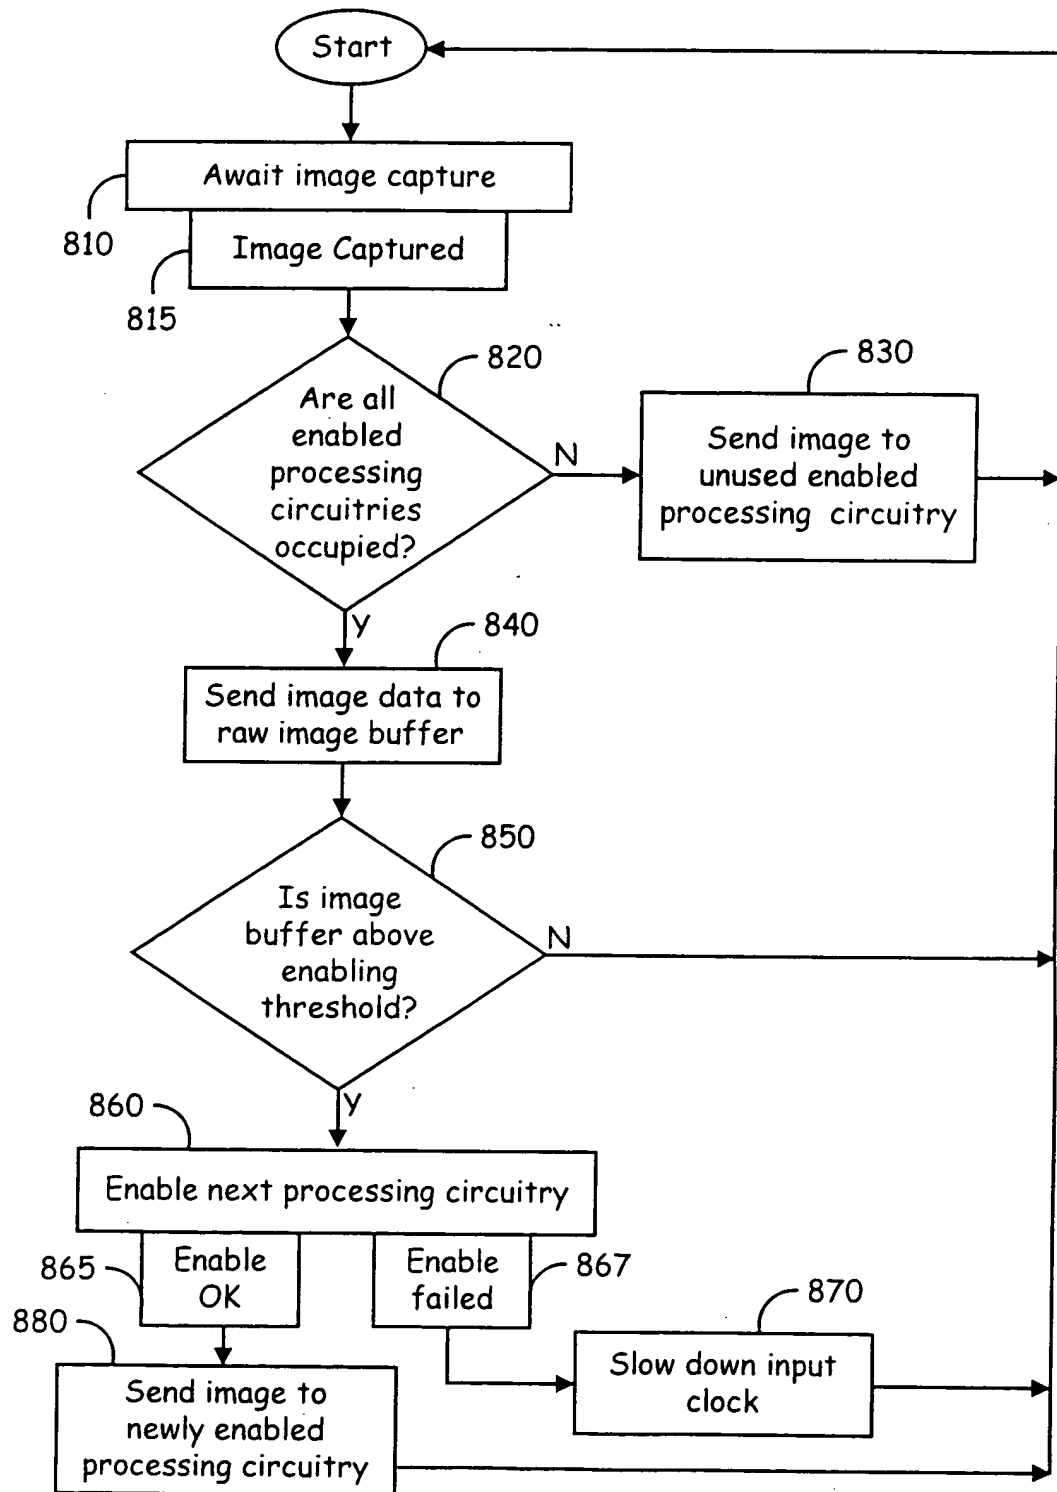 Start
Await image capture
810
Image Captured
815
820
Are all
enabled
processing
circuitries
occupied?
N
830
Send image to
unused enabled
processing circuitry
Y
840
Send image data to
raw image buffer
850
Is image
buffer above
enabling
threshold?
N
Y
860
Enable next processing circuitry
865
Enable
OK
Enable
failed
867
870
Slow down input
clock
880
Send image to
newly enabled
processing circuitry